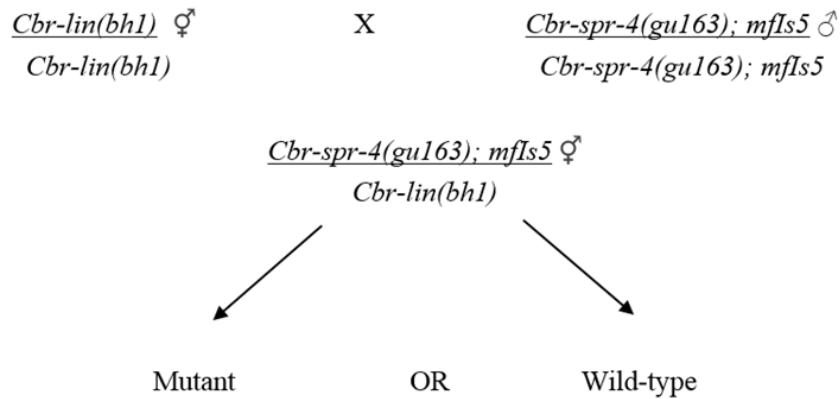 Cbr-lin(bh1) ⚥ X Cbr-spr-4(gu163); mfIs5 ♂
Cbr-lin(bh1) Cbr-spr-4(gu163); mfIs5
Cbr-spr-4(gu163); mfIs5 ⚥
Cbr-lin(bh1)
Mutant OR Wild-type